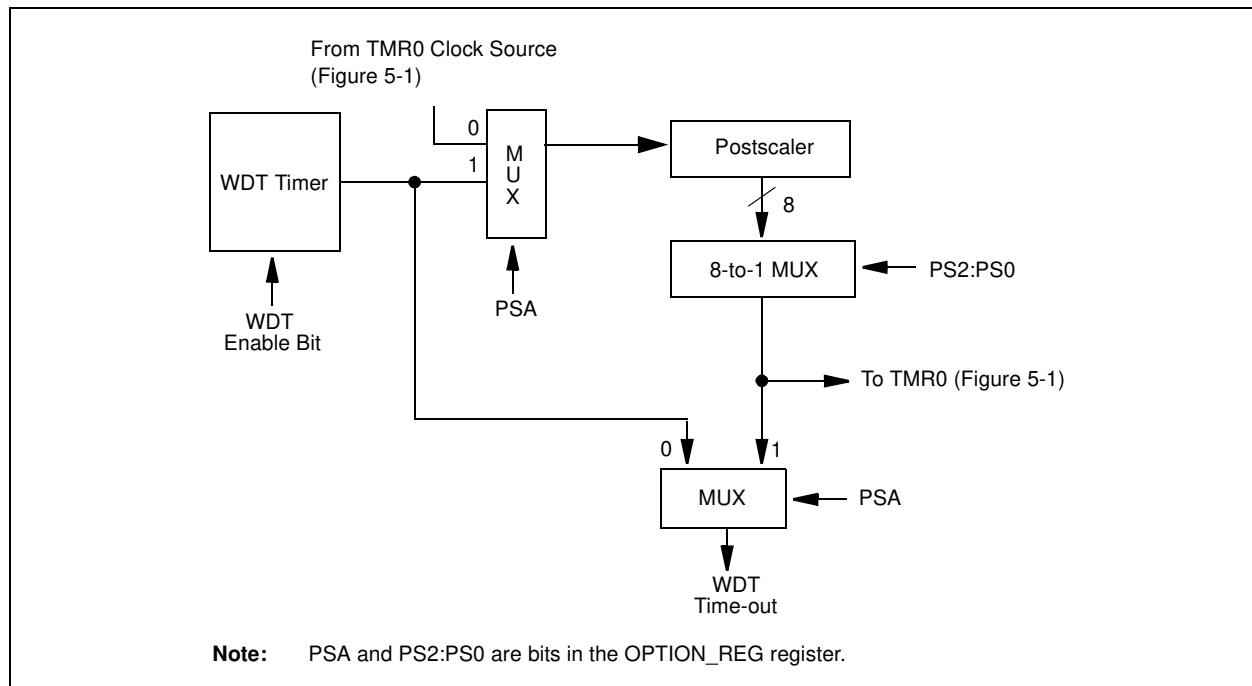 From TMR0 Clock Source
(Figure 5-1)
0
1
M
U
X
Postscaler
WDT Timer
8
8-to-1 MUX
PS2:PS0
PSA
WDT
Enable Bit
To TMR0 (Figure 5-1)
0
1
MUX
PSA
WDT
Time-out
Note: PSA and PS2:PS0 are bits in the OPTION_REG register.